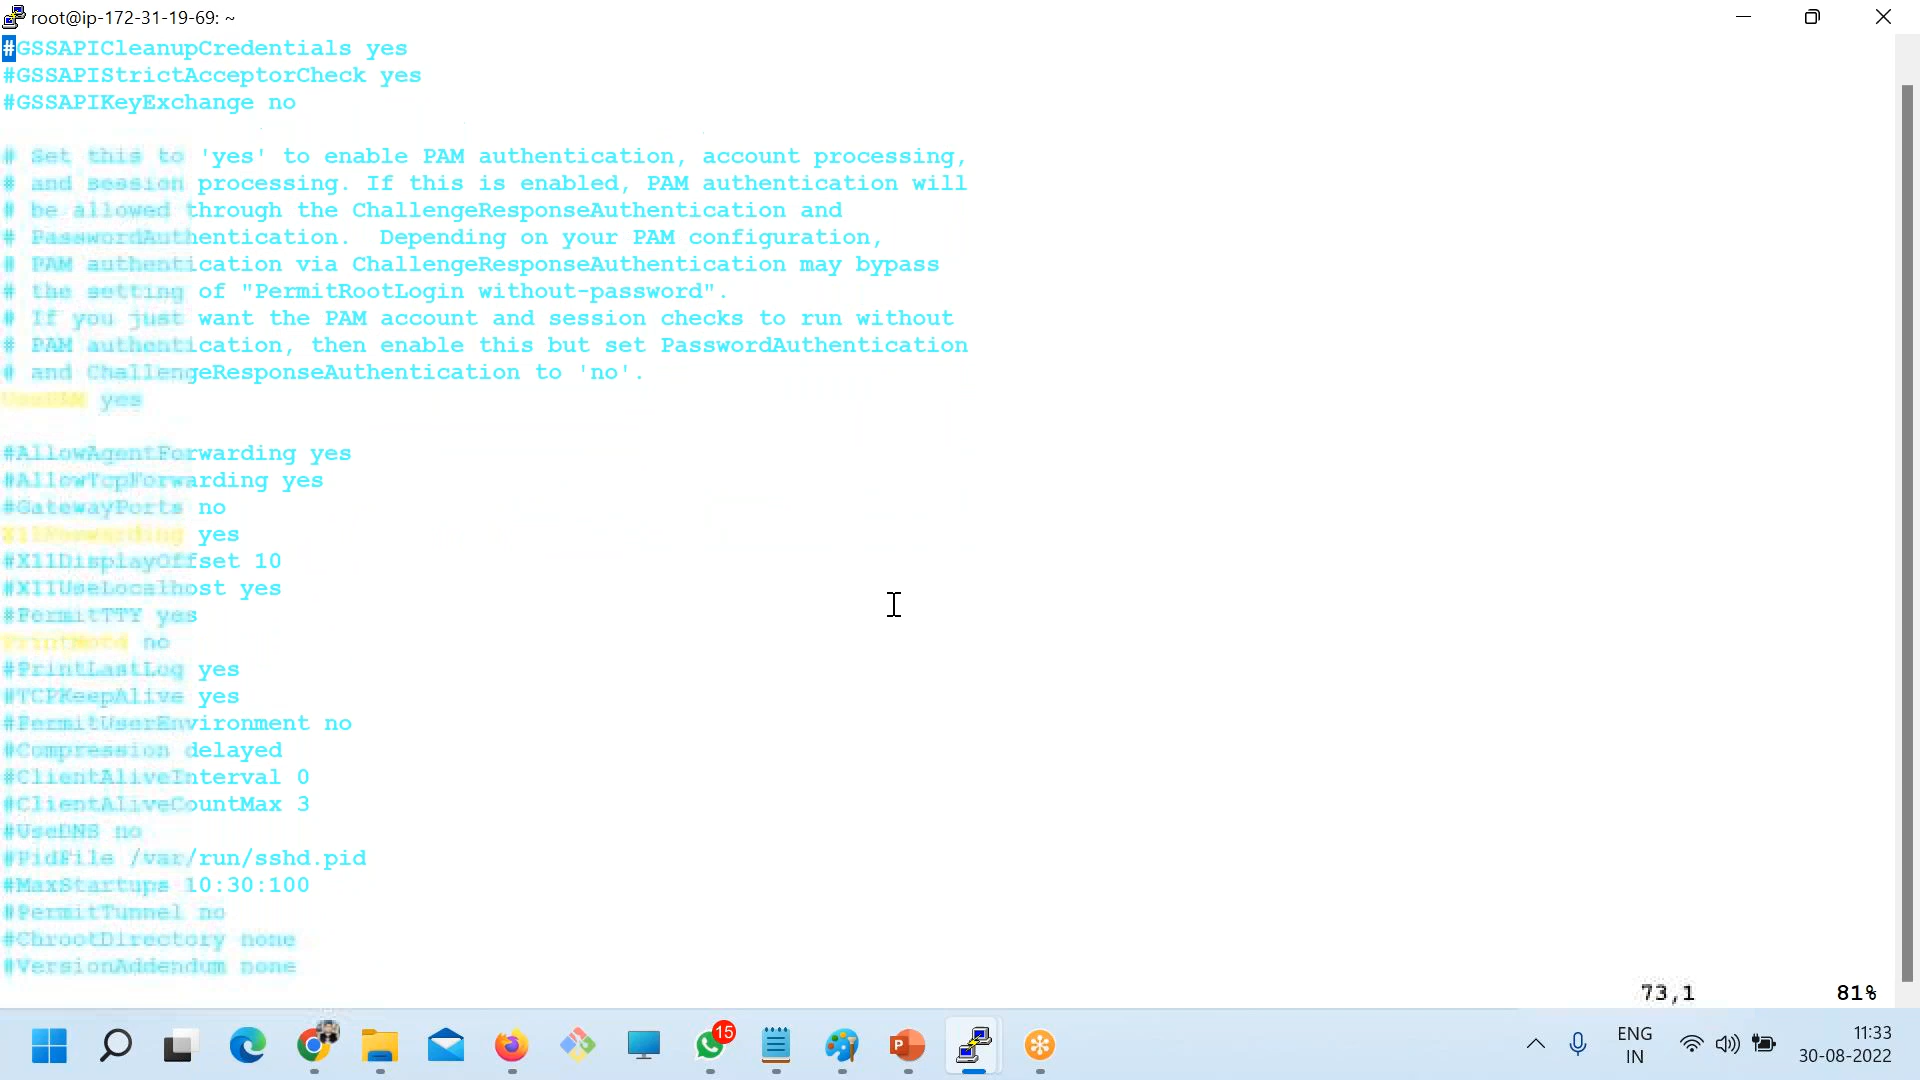 root@ip-172-31-19-69: ~
#GSSAPICleanupCredentials yes
#GSSAPIStrictAcceptorCheck yes
#GSSAPIKeyExchange no
# Set this to 'yes' to enable PAM authentication, account processing,
# and session processing. If this is enabled, PAM authentication will
# be allowed through the ChallengeResponseAuthentication and
# PasswordAuthentication.  Depending on your PAM configuration,
# PAM authentication via ChallengeResponseAuthentication may bypass
# the setting of "PermitRootLogin without-password".
# If you just want the PAM account and session checks to run without
# PAM authentication, then enable this but set PasswordAuthentication
# and ChallengeResponseAuthentication to 'no'.
UsePAM yes
#AllowAgentForwarding yes
#AllowTcpForwarding yes
#GatewayPorts no
X11Forwarding yes
#X11DisplayOffset 10
#X11UseLocalhost yes
#PermitTTY yes
PrintMotd no
#PrintLastLog yes
#TCPKeepAlive yes
#PermitUserEnvironment no
#Compression delayed
#ClientAliveInterval 0
#ClientAliveCountMax 3
#UseDNS no
#PidFile /var/run/sshd.pid
#MaxStartups 10:30:100
#PermitTunnel no
#ChrootDirectory none
#VersionAddendum none
73,1 81%
15
ENG
IN
11:33
30-08-2022